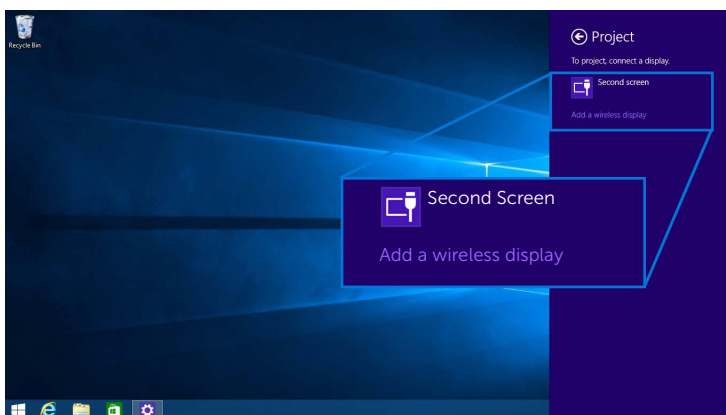 Recycle Bin
Project
To project, connect a display.
Second screen
Add a wireless display
Second Screen
Add a wireless display